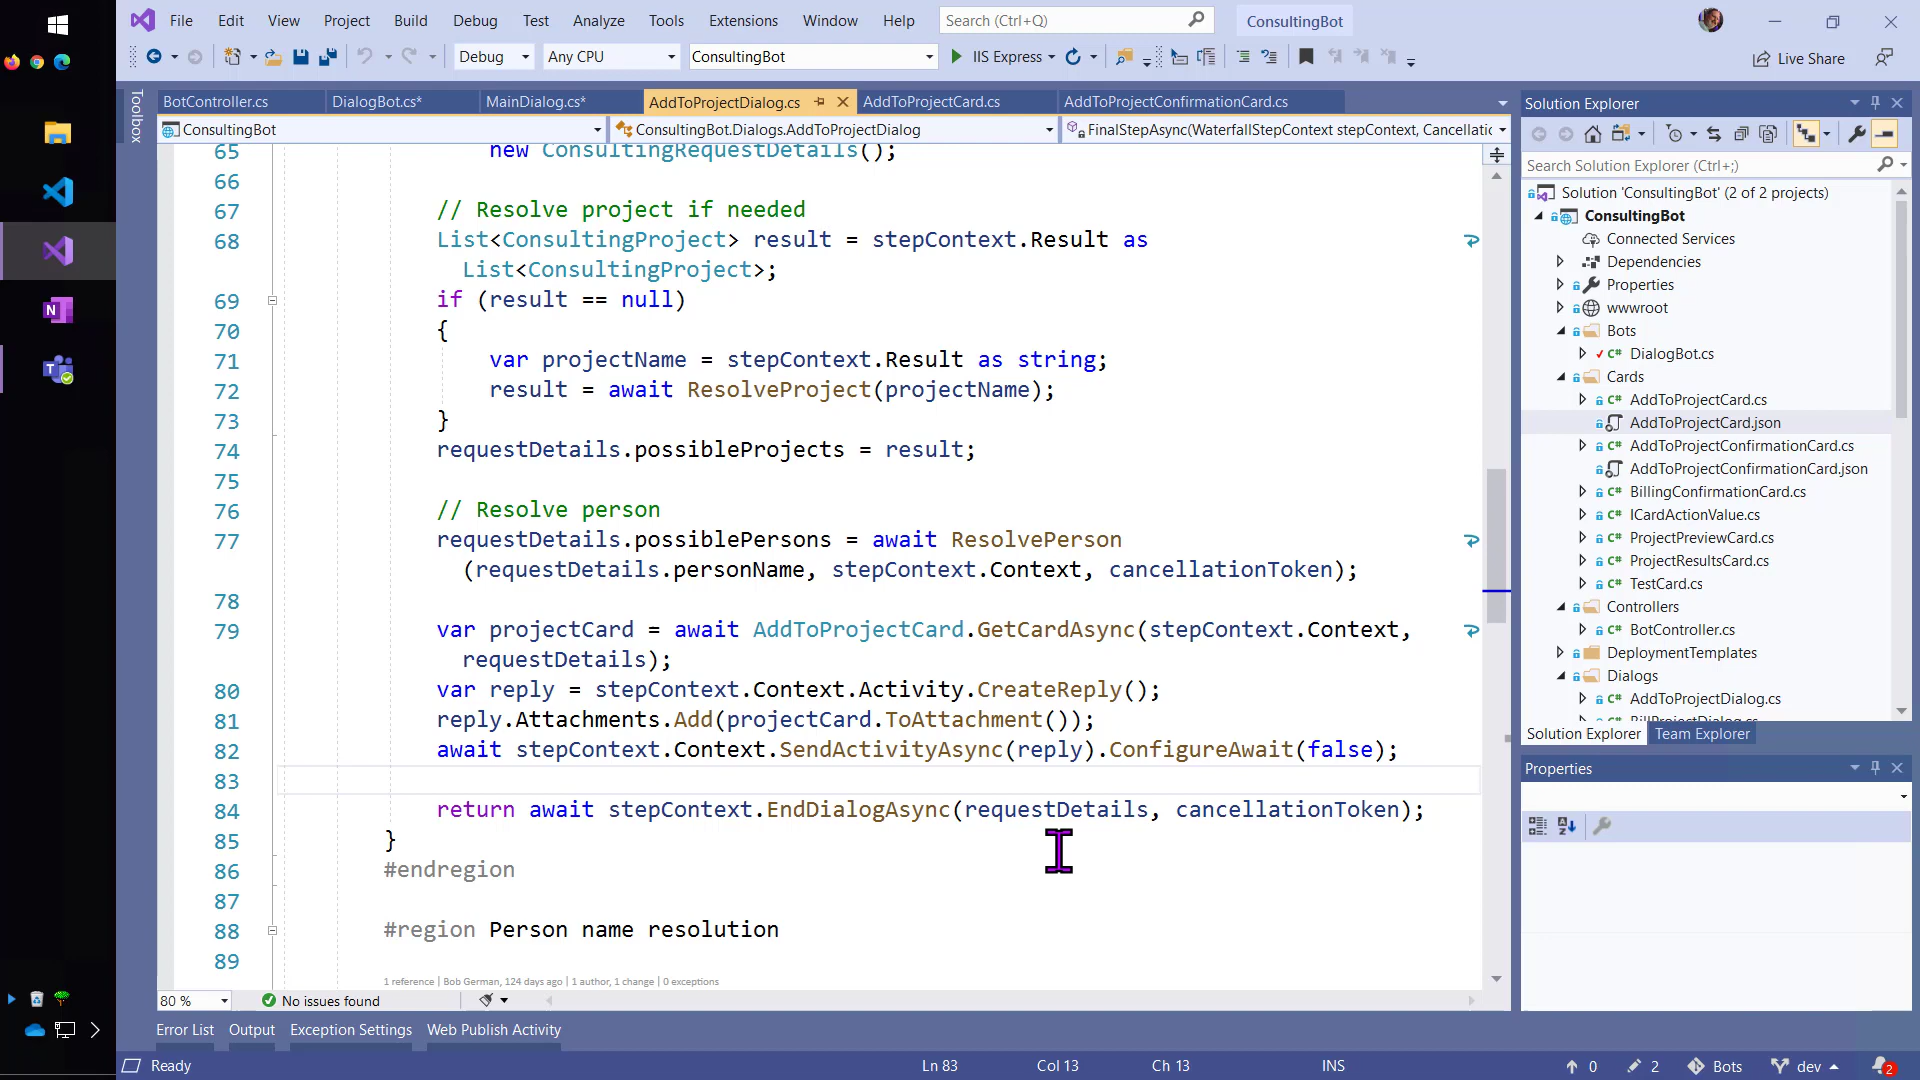 File Edit View Project Build Debug Test Analyze Tools Extensions Window Help Search (Ctrl+Q) ConsultingBot
Debug Any CPU ConsultingBot IIS Express Live Share
Toolbox
BotController.cs DialogBot.cs* MainDialog.cs* AddToProjectDialog.cs AddToProjectCard.cs AddToProjectConfirmationCard.cs
ConsultingBot ConsultingBot.Dialogs.AddToProjectDialog FinalStepAsync(WaterfallStepContext stepContext, Cancellatic
65 new ConsultingRequestDetails();
66
67 // Resolve project if needed
68 List<ConsultingProject> result = stepContext.Result as
List<ConsultingProject>;
69 if (result == null)
70 {
71 var projectName = stepContext.Result as string;
72 result = await ResolveProject(projectName);
73 }
74 requestDetails.possibleProjects = result;
75
76 // Resolve person
77 requestDetails.possiblePersons = await ResolvePerson
(requestDetails.personName, stepContext.Context, cancellationToken);
78
79 var projectCard = await AddToProjectCard.GetCardAsync(stepContext.Context,
requestDetails);
80 var reply = stepContext.Context.Activity.CreateReply();
81 reply.Attachments.Add(projectCard.ToAttachment());
82 await stepContext.Context.SendActivityAsync(reply).ConfigureAwait(false);
83
84 return await stepContext.EndDialogAsync(requestDetails, cancellationToken);
85 }
86 #endregion
87
88 #region Person name resolution
89
1 reference | Bob German, 124 days ago | 1 author, 1 change | 0 exceptions
80 % No issues found
Error List Output Exception Settings Web Publish Activity
Ready Ln 83 Col 13 Ch 13 INS 0 2 Bots dev 2
Solution Explorer
Search Solution Explorer (Ctrl+;)
Solution 'ConsultingBot' (2 of 2 projects)
ConsultingBot
Connected Services
Dependencies
Properties
wwwroot
Bots
C# DialogBot.cs
Cards
C# AddToProjectCard.cs
AddToProjectCard.json
C# AddToProjectConfirmationCard.cs
AddToProjectConfirmationCard.json
C# BillingConfirmationCard.cs
C# ICardActionValue.cs
C# ProjectPreviewCard.cs
C# ProjectResultsCard.cs
C# TestCard.cs
Controllers
C# BotController.cs
DeploymentTemplates
Dialogs
C# AddToProjectDialog.cs
C# BillProjectDialog.cs
Solution Explorer Team Explorer
Properties